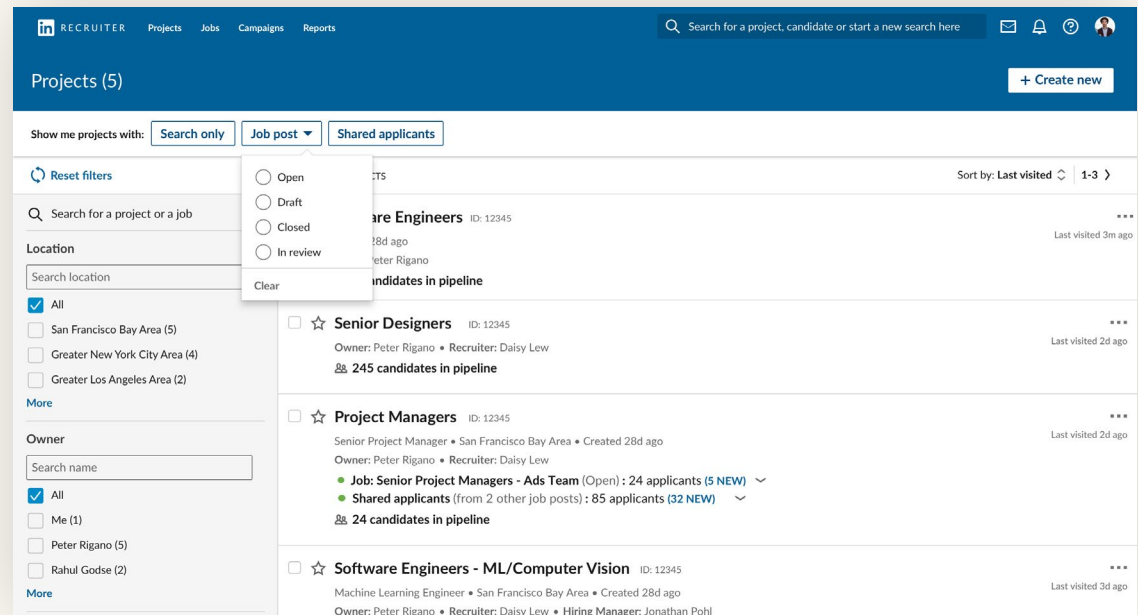 in RECRUITER Projects Jobs Campaigns Reports Search for a project, candidate or start a new search here
Projects (5)
+ Create new
Show me projects with: Search only Job post Shared applicants
Reset filters
Open
Draft
Closed
In review
Clear
CTS
Sort by: Last visited 1-3
Search for a project or a job
Location
Search location
All
San Francisco Bay Area (5)
Greater New York City Area (4)
Greater Los Angeles Area (2)
More
Owner
Search name
All
Me (1)
Peter Rigano (5)
Rahul Godse (2)
More
are Engineers ID: 12345
Last visited 3m ago
28d ago
Peter Rigano
andidates in pipeline
Senior Designers ID: 12345
Last visited 2d ago
Owner: Peter Rigano • Recruiter: Daisy Lew
245 candidates in pipeline
Project Managers ID: 12345
Last visited 2d ago
Senior Project Manager • San Francisco Bay Area • Created 28d ago
Owner: Peter Rigano • Recruiter: Daisy Lew
• Job: Senior Project Managers - Ads Team (Open) : 24 applicants (5 NEW)
• Shared applicants (from 2 other job posts) : 85 applicants (32 NEW)
24 candidates in pipeline
Software Engineers - ML/Computer Vision ID: 12345
Last visited 3d ago
Machine Learning Engineer • San Francisco Bay Area • Created 28d ago
Owner: Peter Rigano • Recruiter: Daisy Lew • Hiring Manager: Jonathan Pohl